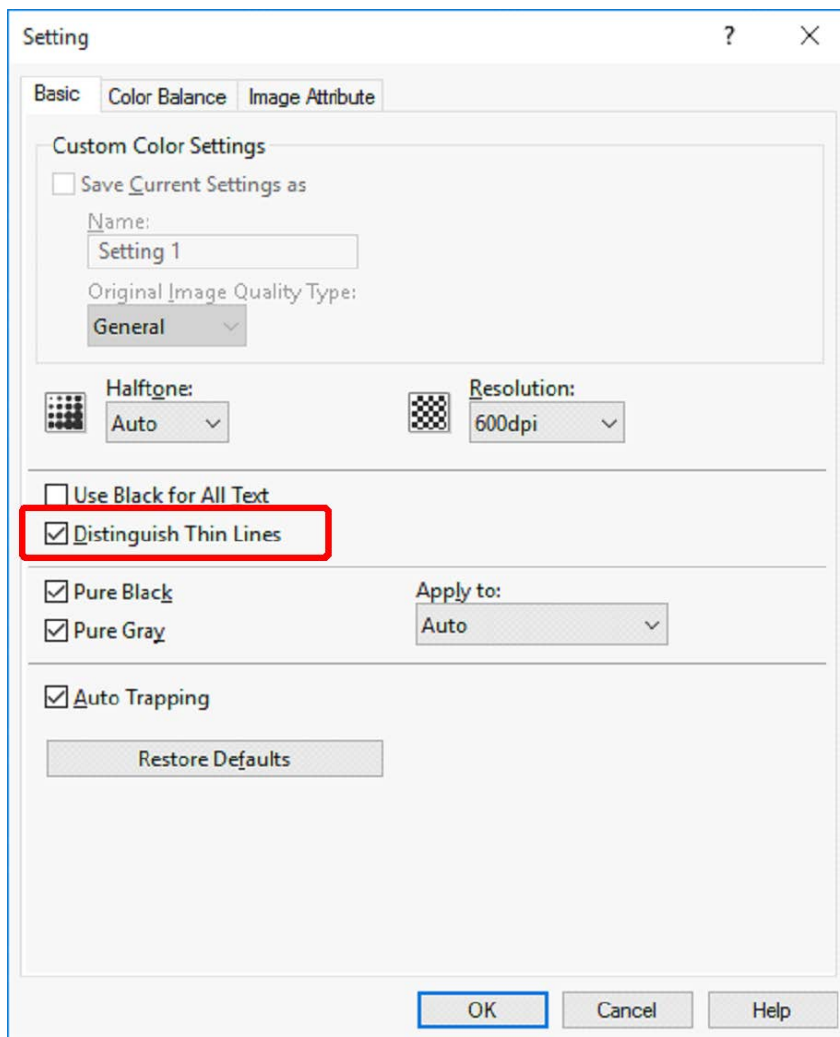 Setting ?
Basic Color Balance Image Attribute
Custom Color Settings
Save Current Settings as
Name:
Setting 1
Original Image Quality Type:
General
Halftone: Resolution:
Auto 600dpi
Use Black for All Text
Distinguish Thin Lines
Pure Black Apply to:
Pure Gray Auto
Auto Trapping
Restore Defaults
OK Cancel Help